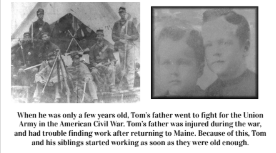 When he was only a few years old, Tom's father went to fight for the Union
Army in the American Civil War. Tom's father was injured during the war,
and had trouble finding work after returning to Maine. Because of this, Tom
and his siblings started working as soon as they were old enough.